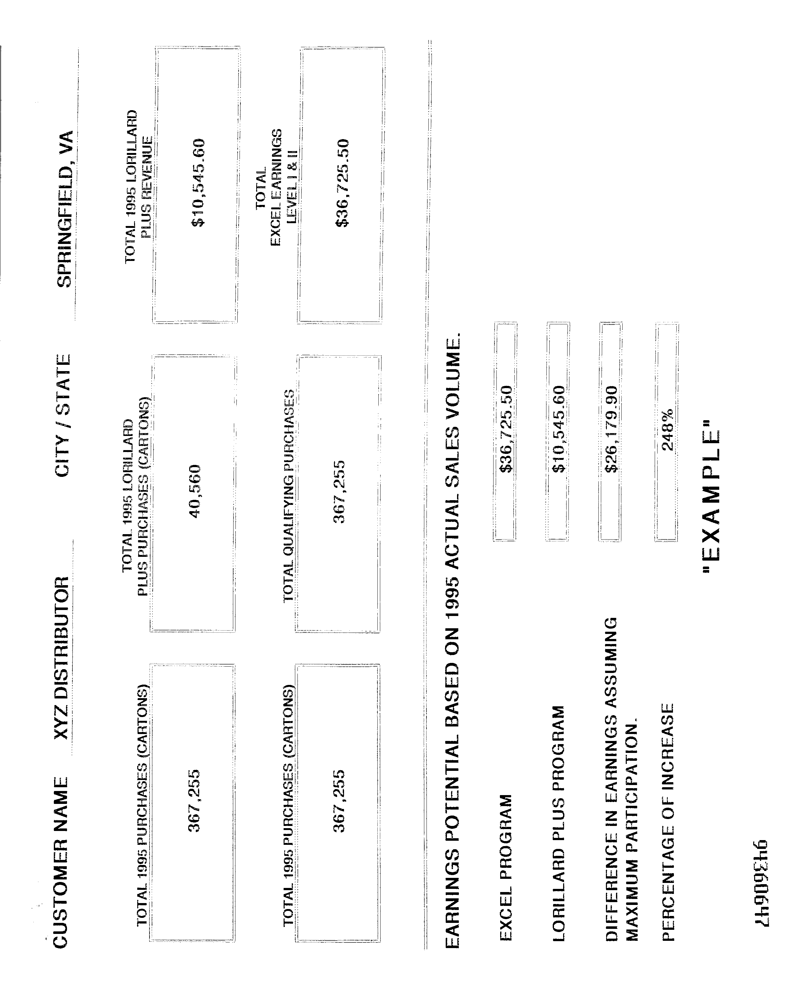 CUSTOMER NAME XYZ DISTRIBUTOR CITY / STATE SPRINGFIELD, VA
TOTAL 1995 PURCHASES (CARTONS)
367,255
TOTAL 1995 LORILLARD
PLUS PURCHASES (CARTONS)
40,560
TOTAL 1995 LORILLARD
PLUS REVENUE
$10,545.60
TOTAL 1995 PURCHASES (CARTONS)
367,255
TOTAL QUALIFYING PURCHASES
367,255
TOTAL
EXCEL EARNINGS
LEVEL I & II
$36,725.50
EARNINGS POTENTIAL BASED ON 1995 ACTUAL SALES VOLUME.
EXCEL PROGRAM $36,725.50
LORILLARD PLUS PROGRAM $10,545.60
DIFFERENCE IN EARNINGS ASSUMING
MAXIMUM PARTICIPATION. $26,179.90
PERCENTAGE OF INCREASE 248%
"EXAMPLE"
94360647